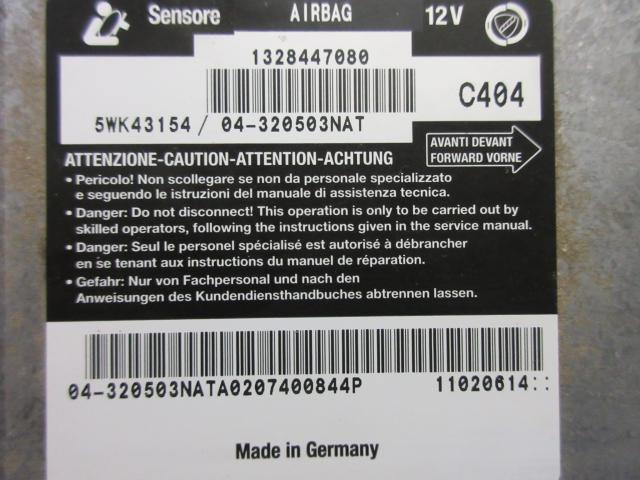 Sensore AIRBAG 12V
1328447080
C404
5WK43154 / 04-320503NAT
AVANTI DEVANT
FORWARD VORNE
ATTENZIONE-CAUTION-ATTENTION-ACHTUNG
• Pericolo! Non scollegare se non da personale specializzato
e seguendo le istruzioni del manuale di assistenza tecnica.
• Danger: Do not disconnect! This operation is only to be carried out by
skilled operators, following the instructions given in the service manual.
• Danger: Seul le personel spécialisé est autorisé à débrancher
en se tenant aux instructions du manuel de réparation.
• Gefahr: Nur von Fachpersonal und nach den
Anweisungen des Kundendiensthandbuches abtrennen lassen.
04-320503NATA0207400844P 11020614::
Made in Germany